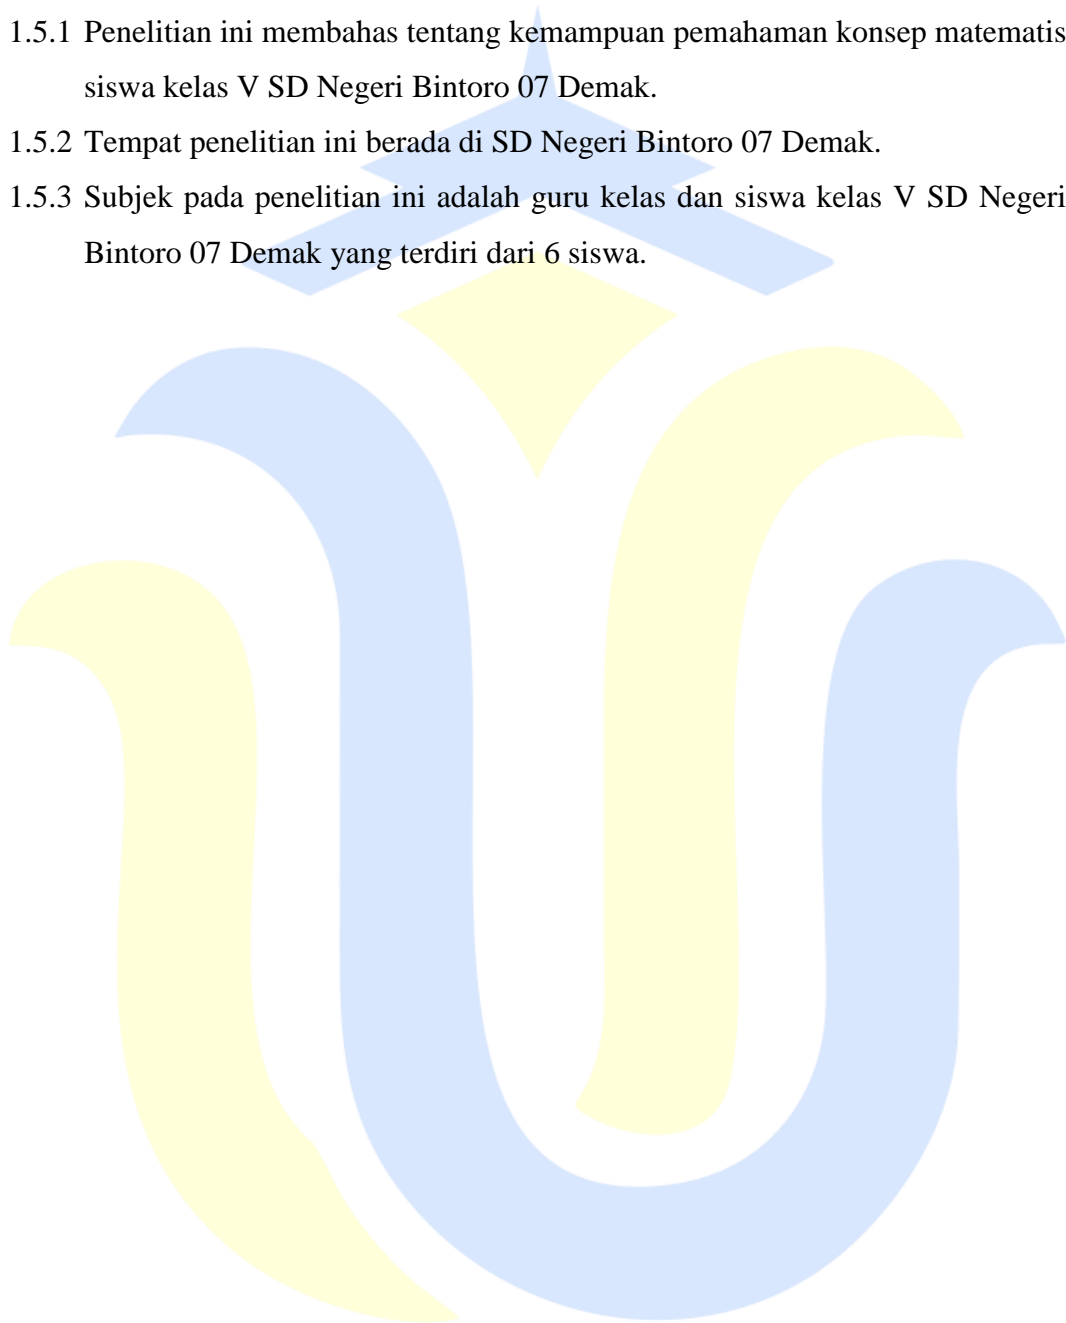 1.5.1 Penelitian ini membahas tentang kemampuan pemahaman konsep matematis
siswa kelas V SD Negeri Bintoro 07 Demak.
1.5.2 Tempat penelitian ini berada di SD Negeri Bintoro 07 Demak.
1.5.3 Subjek pada penelitian ini adalah guru kelas dan siswa kelas V SD Negeri
Bintoro 07 Demak yang terdiri dari 6 siswa.